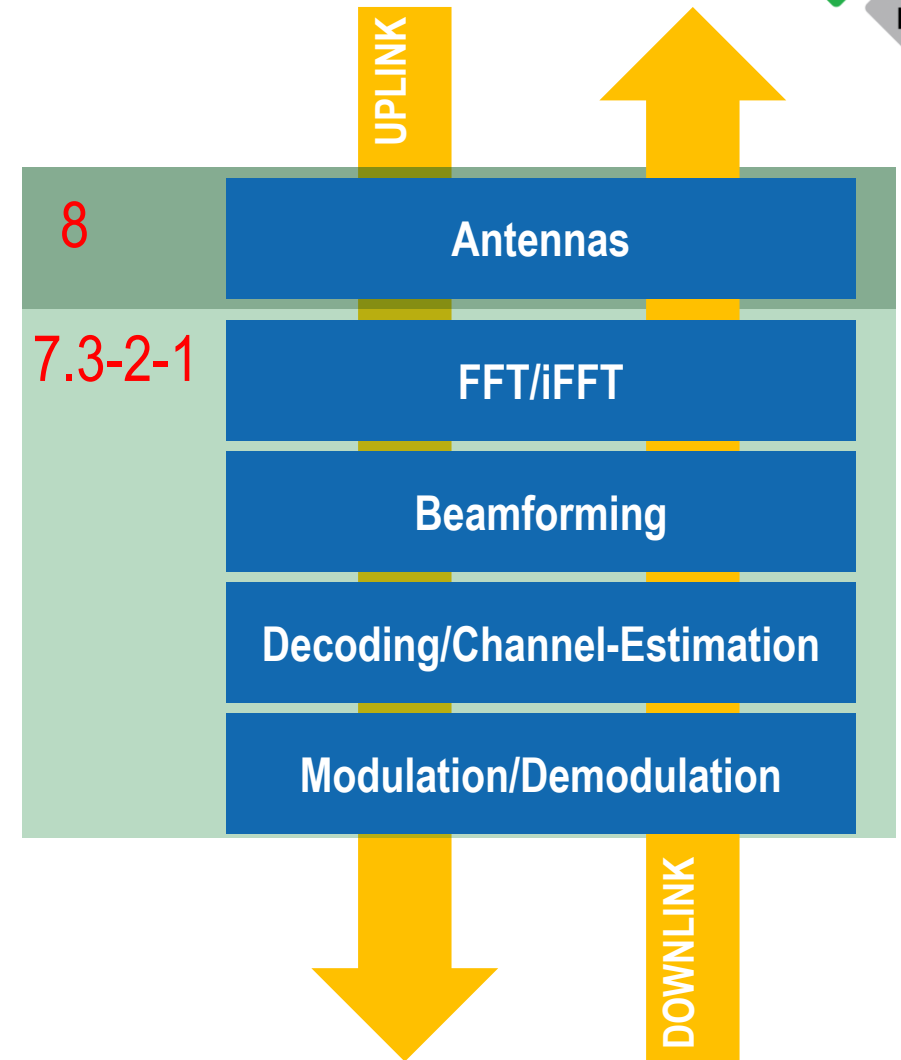 UPLINK
8
Antennas
7.3-2-1
FFT/iFFT
Beamforming
Decoding/Channel-Estimation
Modulation/Demodulation
DOWNLINK